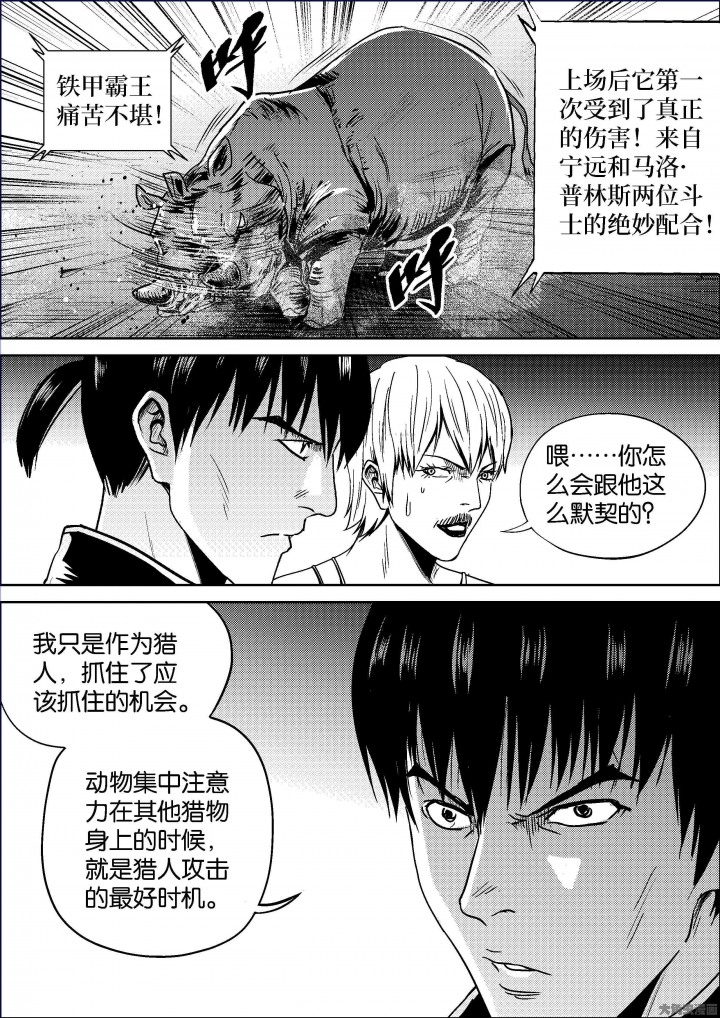 铁甲霸王
痛苦不堪！
呼
上场后它第一
次受到了真正
的伤害！来自
宁远和马洛·
普林斯两位斗
士的绝妙配合！
呼
喂……你怎
么会跟他这
么默契的？
我只是作为猎
人，抓住了应
该抓住的机会。
动物集中注意
力在其他猎物
身上的时候，
就是猎人攻击
的最好时机。